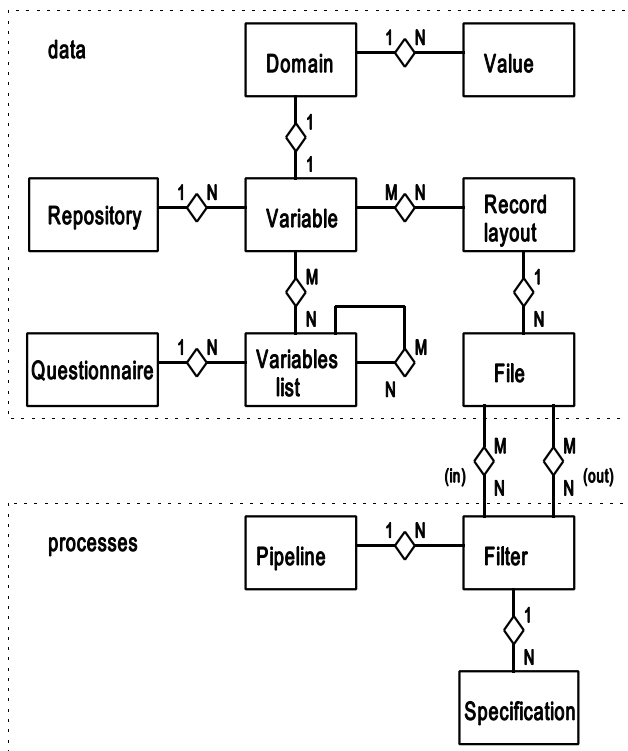 data
Domain
1
N
Value
1
1
Repository
1
N
Variable
M
N
Record
layout
M
N
1
N
Questionnaire
1
N
Variables
list
M
N
File
(in)
M
N
M
N
(out)
processes
Pipeline
1
N
Filter
1
N
Specification